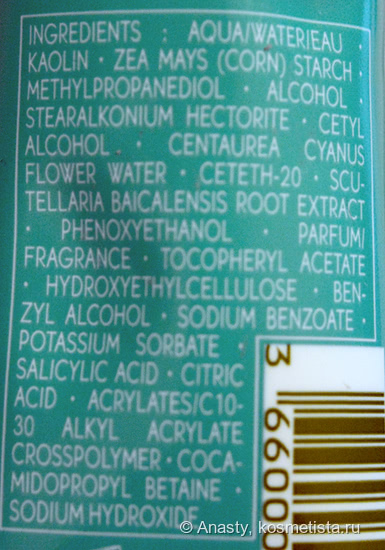 INGREDIENTS : AQUA/WATER/EAU ·
KAOLIN · ZEA MAYS (CORN) STARCH ·
METHYLPROPANEDIOL · ALCOHOL ·
STEARALKONIUM HECTORITE · CETYL
ALCOHOL · CENTAUREA CYANUS
FLOWER WATER · CETETH-20 · SCU-
TELLARIA BAICALENSIS ROOT EXTRACT
· PHENOXYETHANOL · PARFUM/
FRAGRANCE · TOCOPHERYL ACETATE
· HYDROXYETHYLCELLULOSE · BEN-
ZYL ALCOHOL · SODIUM BENZOATE ·
POTASSIUM SORBATE ·
SALICYLIC ACID · CITRIC
ACID · ACRYLATES/C10-
30 ALKYL ACRYLATE
CROSSPOLYMER · COCA-
MIDOPROPYL BETAINE ·
SODIUM HYDROXIDE
3 66000
© Anasty, kosmetista.ru